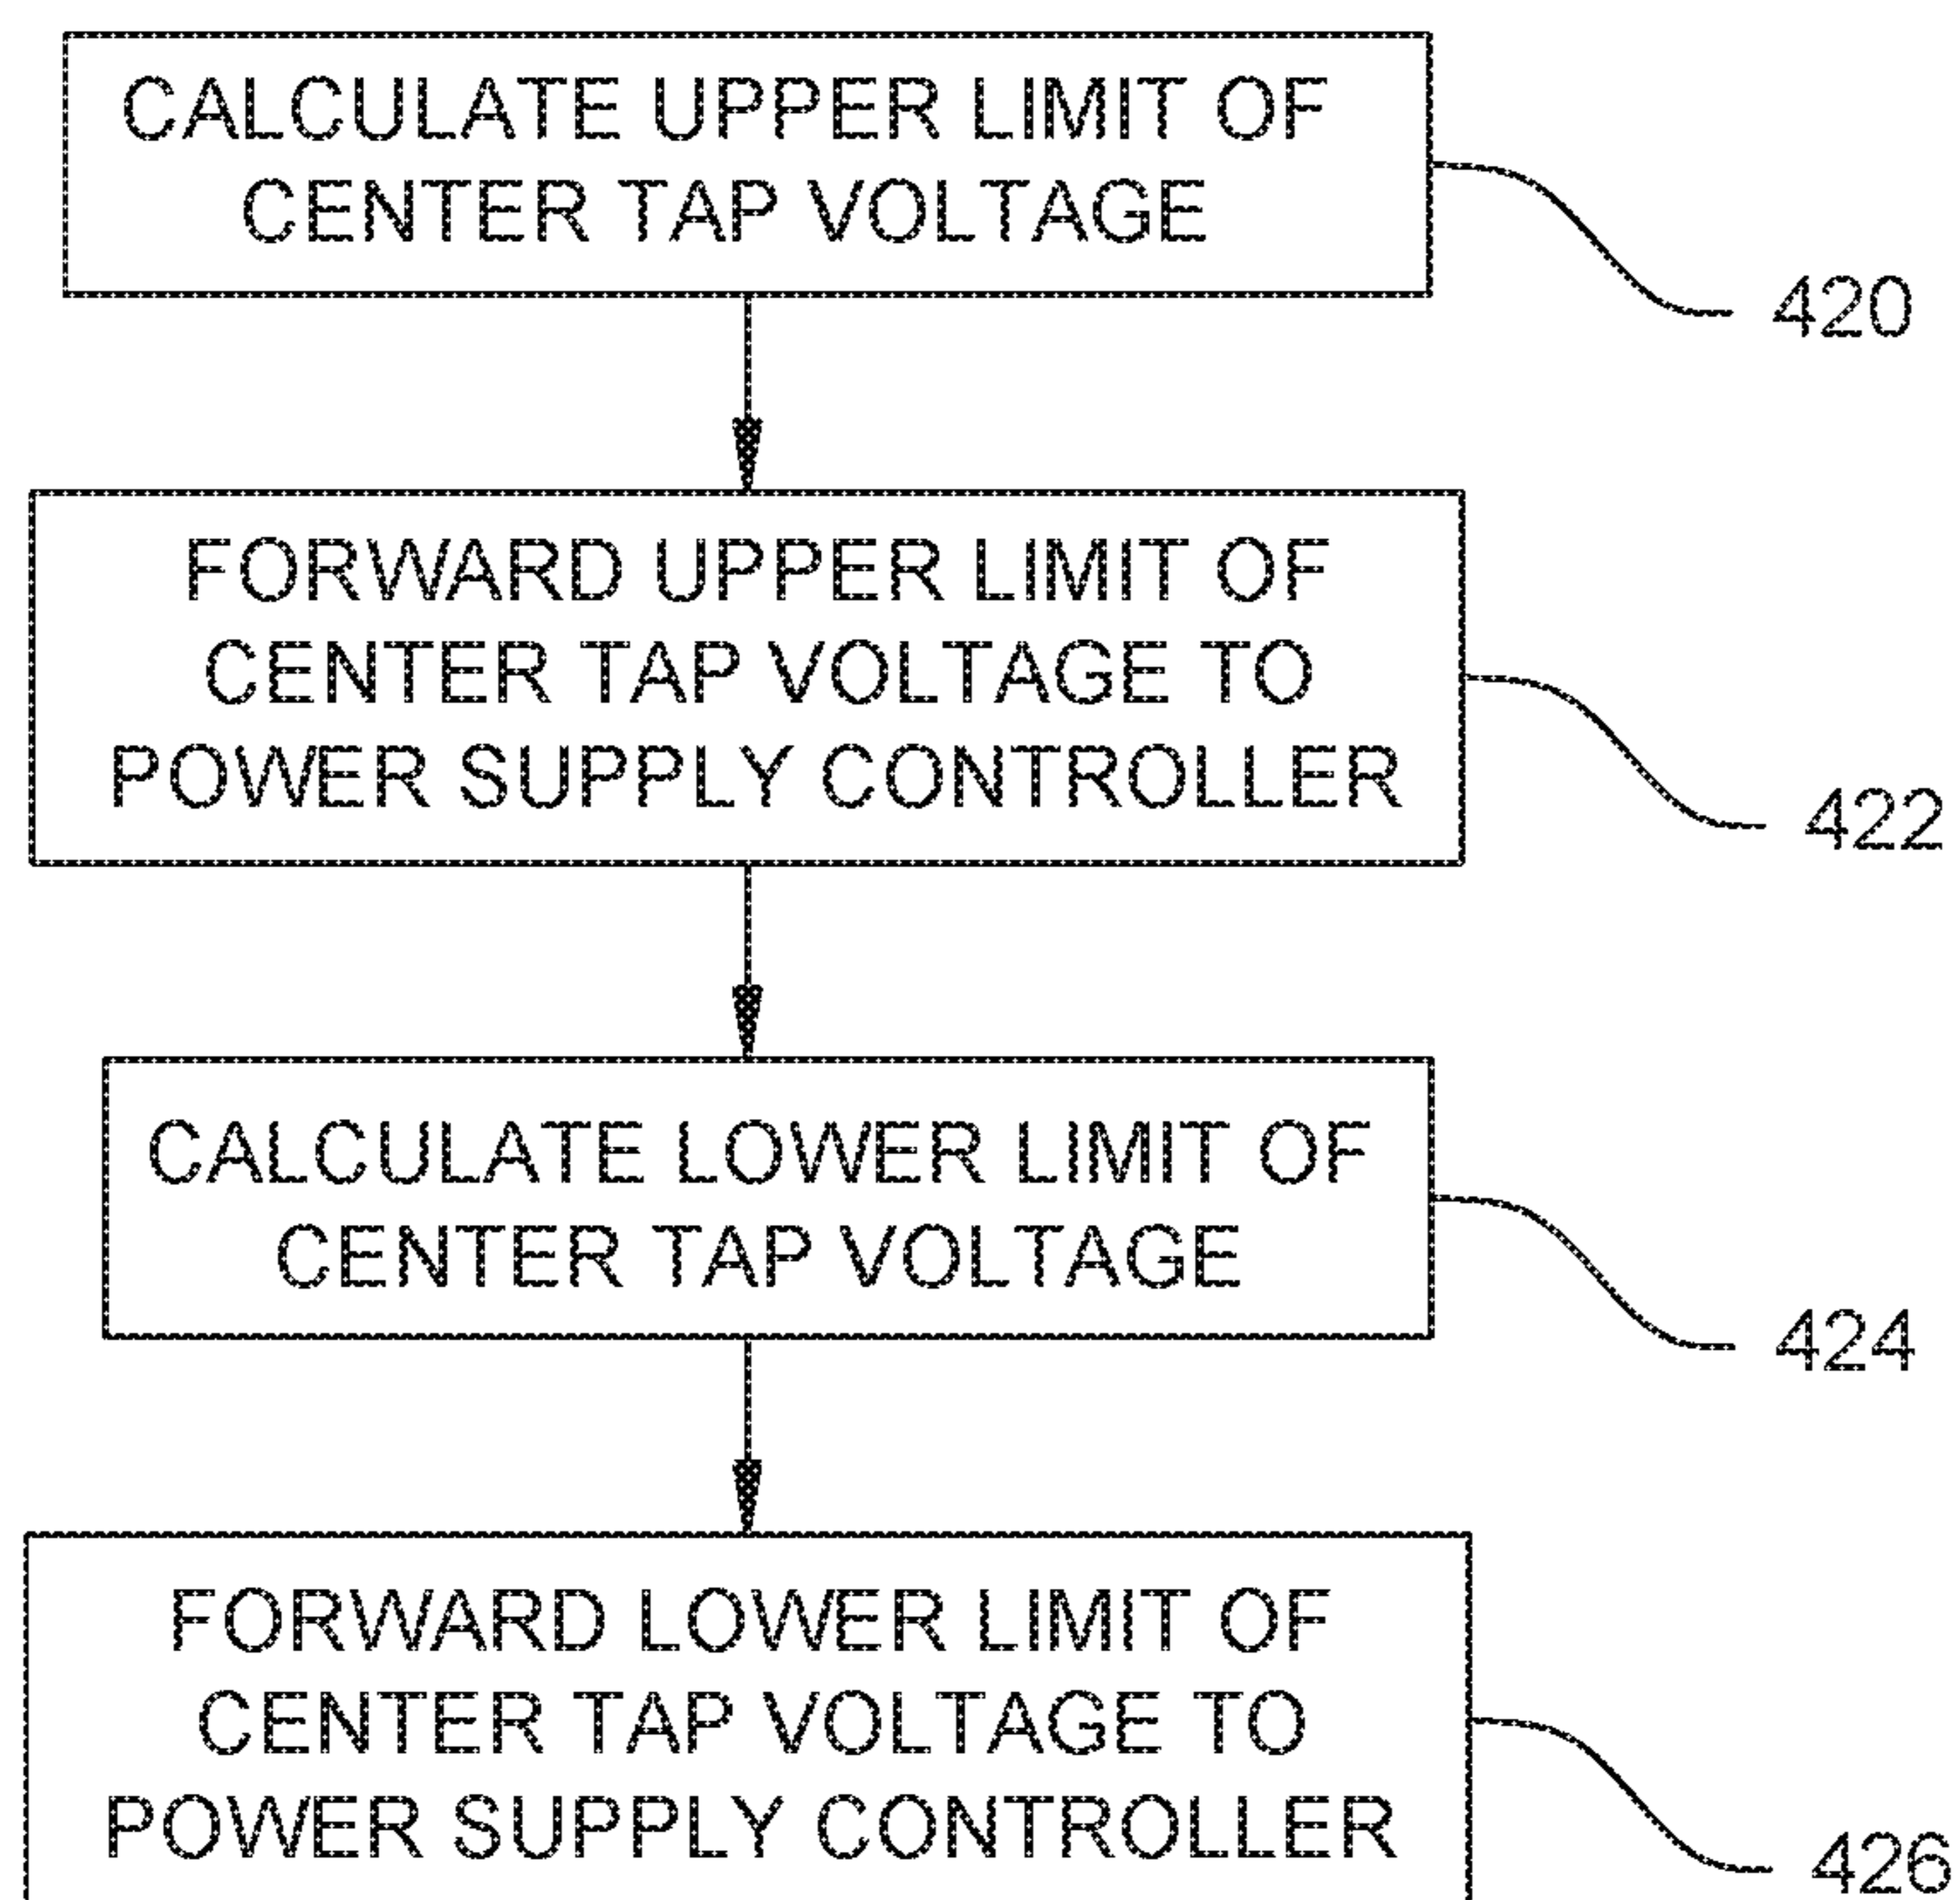 CALCULATE UPPER LIMIT OF
CENTER TAP VOLTAGE
420
FORWARD UPPER LIMIT OF
CENTER TAP VOLTAGE TO
POWER SUPPLY CONTROLLER
422
CALCULATE LOWER LIMIT OF
CENTER TAP VOLTAGE
424
FORWARD LOWER LIMIT OF
CENTER TAP VOLTAGE TO
POWER SUPPLY CONTROLLER
426